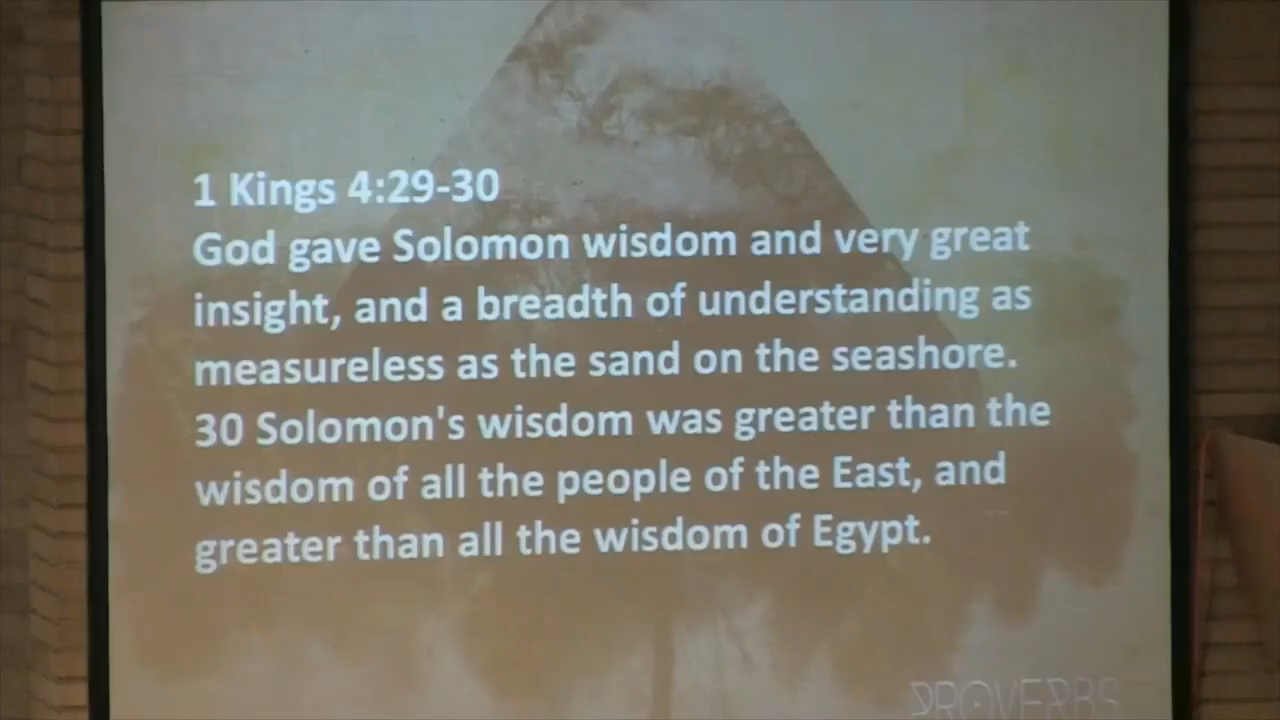 1 Kings 4:29-30
God gave Solomon wisdom and very great
insight, and a breadth of understanding as
measureless as the sand on the seashore.
30 Solomon's wisdom was greater than the
wisdom of all the people of the East, and
greater than all the wisdom of Egypt.
PROVERBS